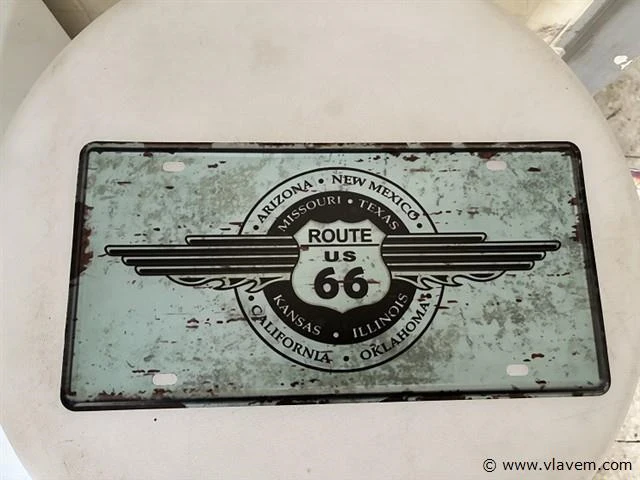 ARIZONA • NEW MEXICO •
MISSOURI • TEXAS
ROUTE
US
66
KANSAS • ILLINOIS
CALIFORNIA • OKLAHOMA
© www.vlavem.com